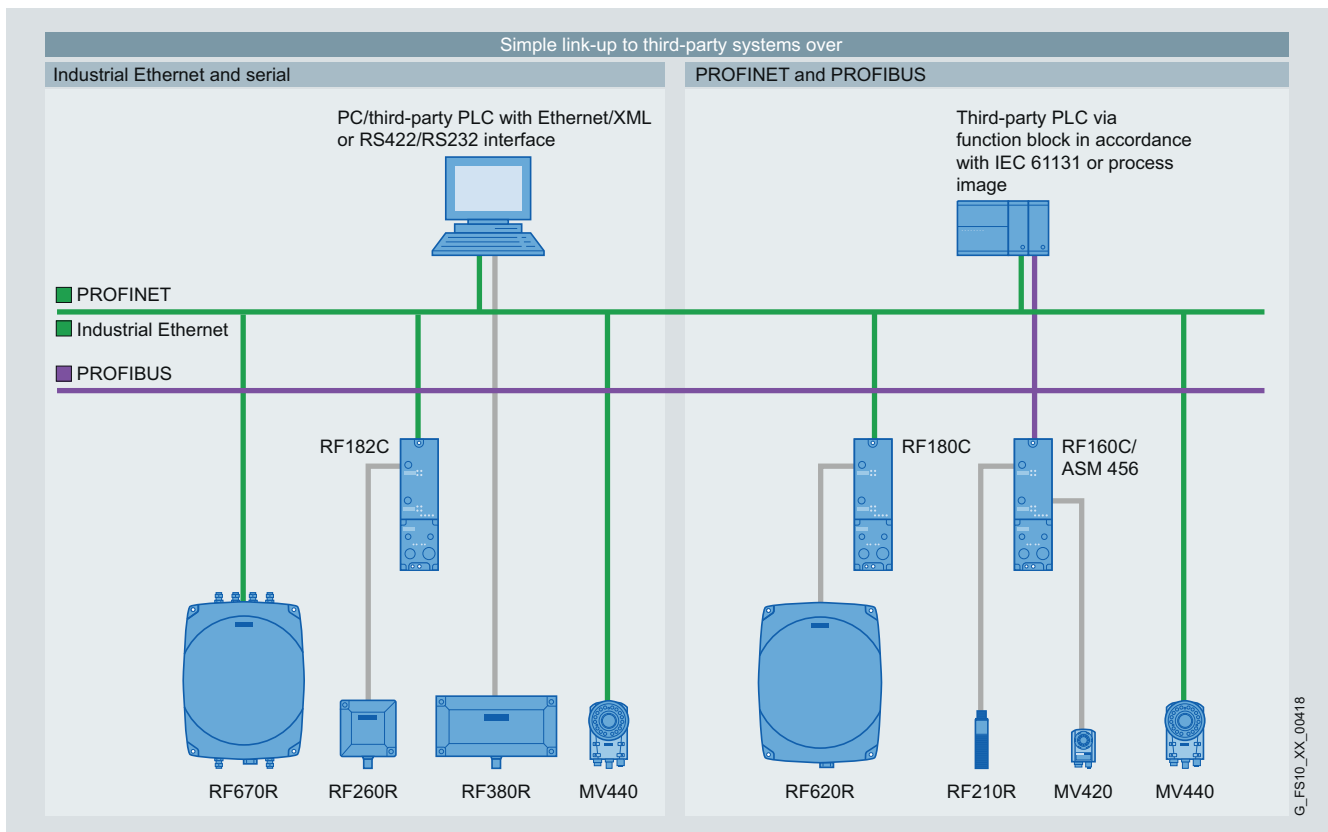 Simple link-up to third-party systems over
Industrial Ethernet and serial
PROFINET and PROFIBUS
PC/third-party PLC with Ethernet/XML
or RS422/RS232 interface
Third-party PLC via
function block in accordance
with IEC 61131 or process
image
PROFINET
Industrial Ethernet
PROFIBUS
RF182C
RF180C
RF160C/
ASM 456
RF670R
RF260R
RF380R
MV440
RF620R
RF210R
MV420
MV440
G_FS10_XX_00418